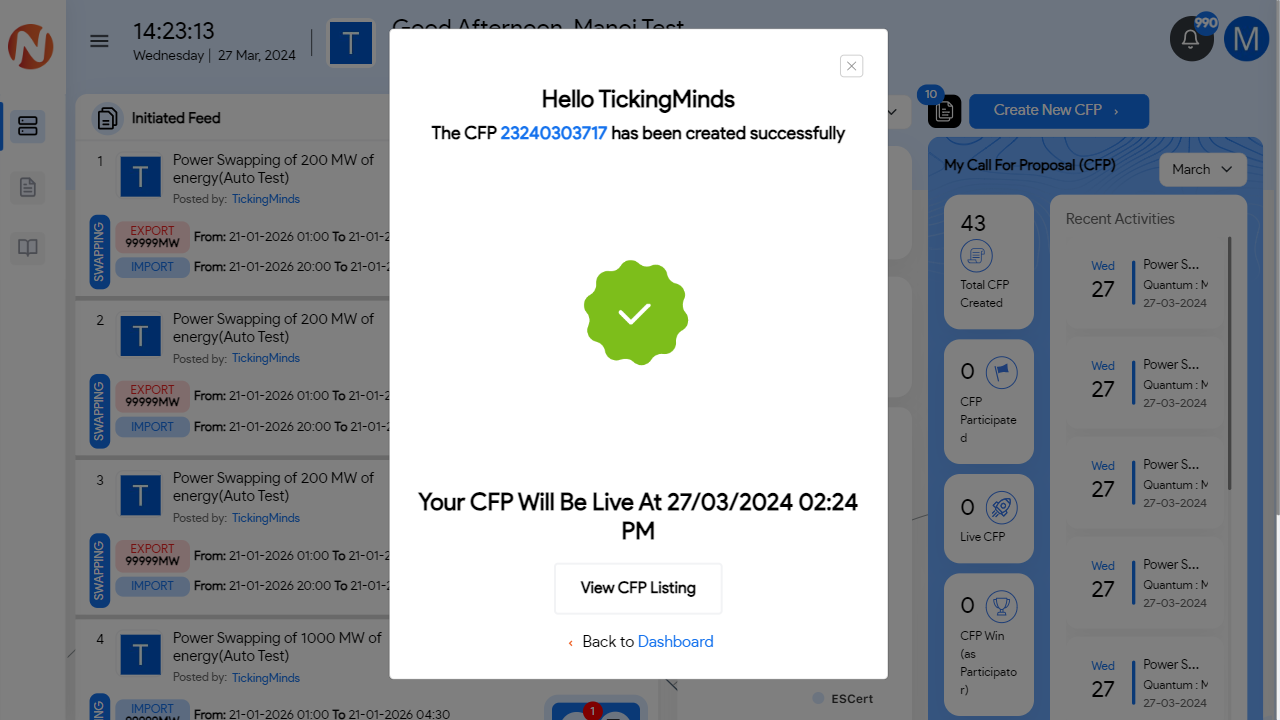 14:23:13
Wednesday | 27 Mar, 2024
T
Good Afternoon, Manoj Test
990
M
Initiated Feed
1
T
Power Swapping of 200 MW of
energy(Auto Test)
Posted by: TickingMinds
SWAPPING
EXPORT
99999MW
From: 21-01-2026 01:00 To 21-01-2
IMPORT
From: 21-01-2026 20:00 To 21-01-2
2
T
Power Swapping of 200 MW of
energy(Auto Test)
Posted by: TickingMinds
SWAPPING
EXPORT
99999MW
From: 21-01-2026 01:00 To 21-01-2
IMPORT
From: 21-01-2026 20:00 To 21-01-2
3
T
Power Swapping of 200 MW of
energy(Auto Test)
Posted by: TickingMinds
SWAPPING
EXPORT
99999MW
From: 21-01-2026 01:00 To 21-01-2
IMPORT
From: 21-01-2026 20:00 To 21-01-2
4
T
Power Swapping of 1000 MW of
energy(Auto Test)
Posted by: TickingMinds
IMPORT
From: 21-01-2026 01:00 To 21-01-2026 04:30
1
Hello TickingMinds
The CFP 23240303717 has been created successfully
Your CFP Will Be Live At 27/03/2024 02:24
PM
View CFP Listing
‹ Back to Dashboard
ESCert
10
Create New CFP ›
My Call For Proposal (CFP)
March
43
Total CFP
Created
0
CFP
Participate
d
0
Live CFP
0
CFP Win
(as
Participato
r)
Recent Activities
Wed
27
Power S...
Quantum : M
27-03-2024
Wed
27
Power S...
Quantum : M
27-03-2024
Wed
27
Power S...
Quantum : M
27-03-2024
Wed
27
Power S...
Quantum : M
27-03-2024
Wed
27
Power S...
Quantum : M
27-03-2024